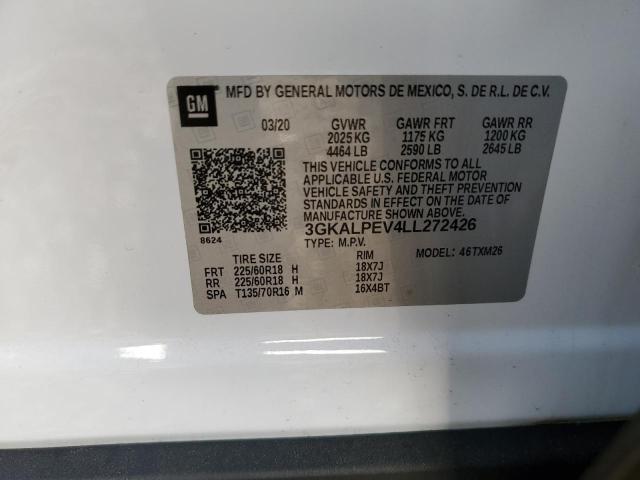 GM MFD BY GENERAL MOTORS DE MEXICO, S. DE R.L. DE C.V.
03/20 GVWR GAWR FRT GAWR RR
2025 KG 1175 KG 1200 KG
4464 LB 2590 LB 2645 LB
THIS VEHICLE CONFORMS TO ALL
APPLICABLE U.S. FEDERAL MOTOR
VEHICLE SAFETY AND THEFT PREVENTION
STANDARDS IN EFFECT ON THE DATE OF
MANUFACTURE SHOWN ABOVE.
3GKALPEV4LL272426
8624 TYPE: M.P.V. MODEL: 46TXM26
TIRE SIZE RIM
FRT 225/60R18 H 18X7J
RR 225/60R18 H 18X7J
SPA T135/70R16 M 16X4BT